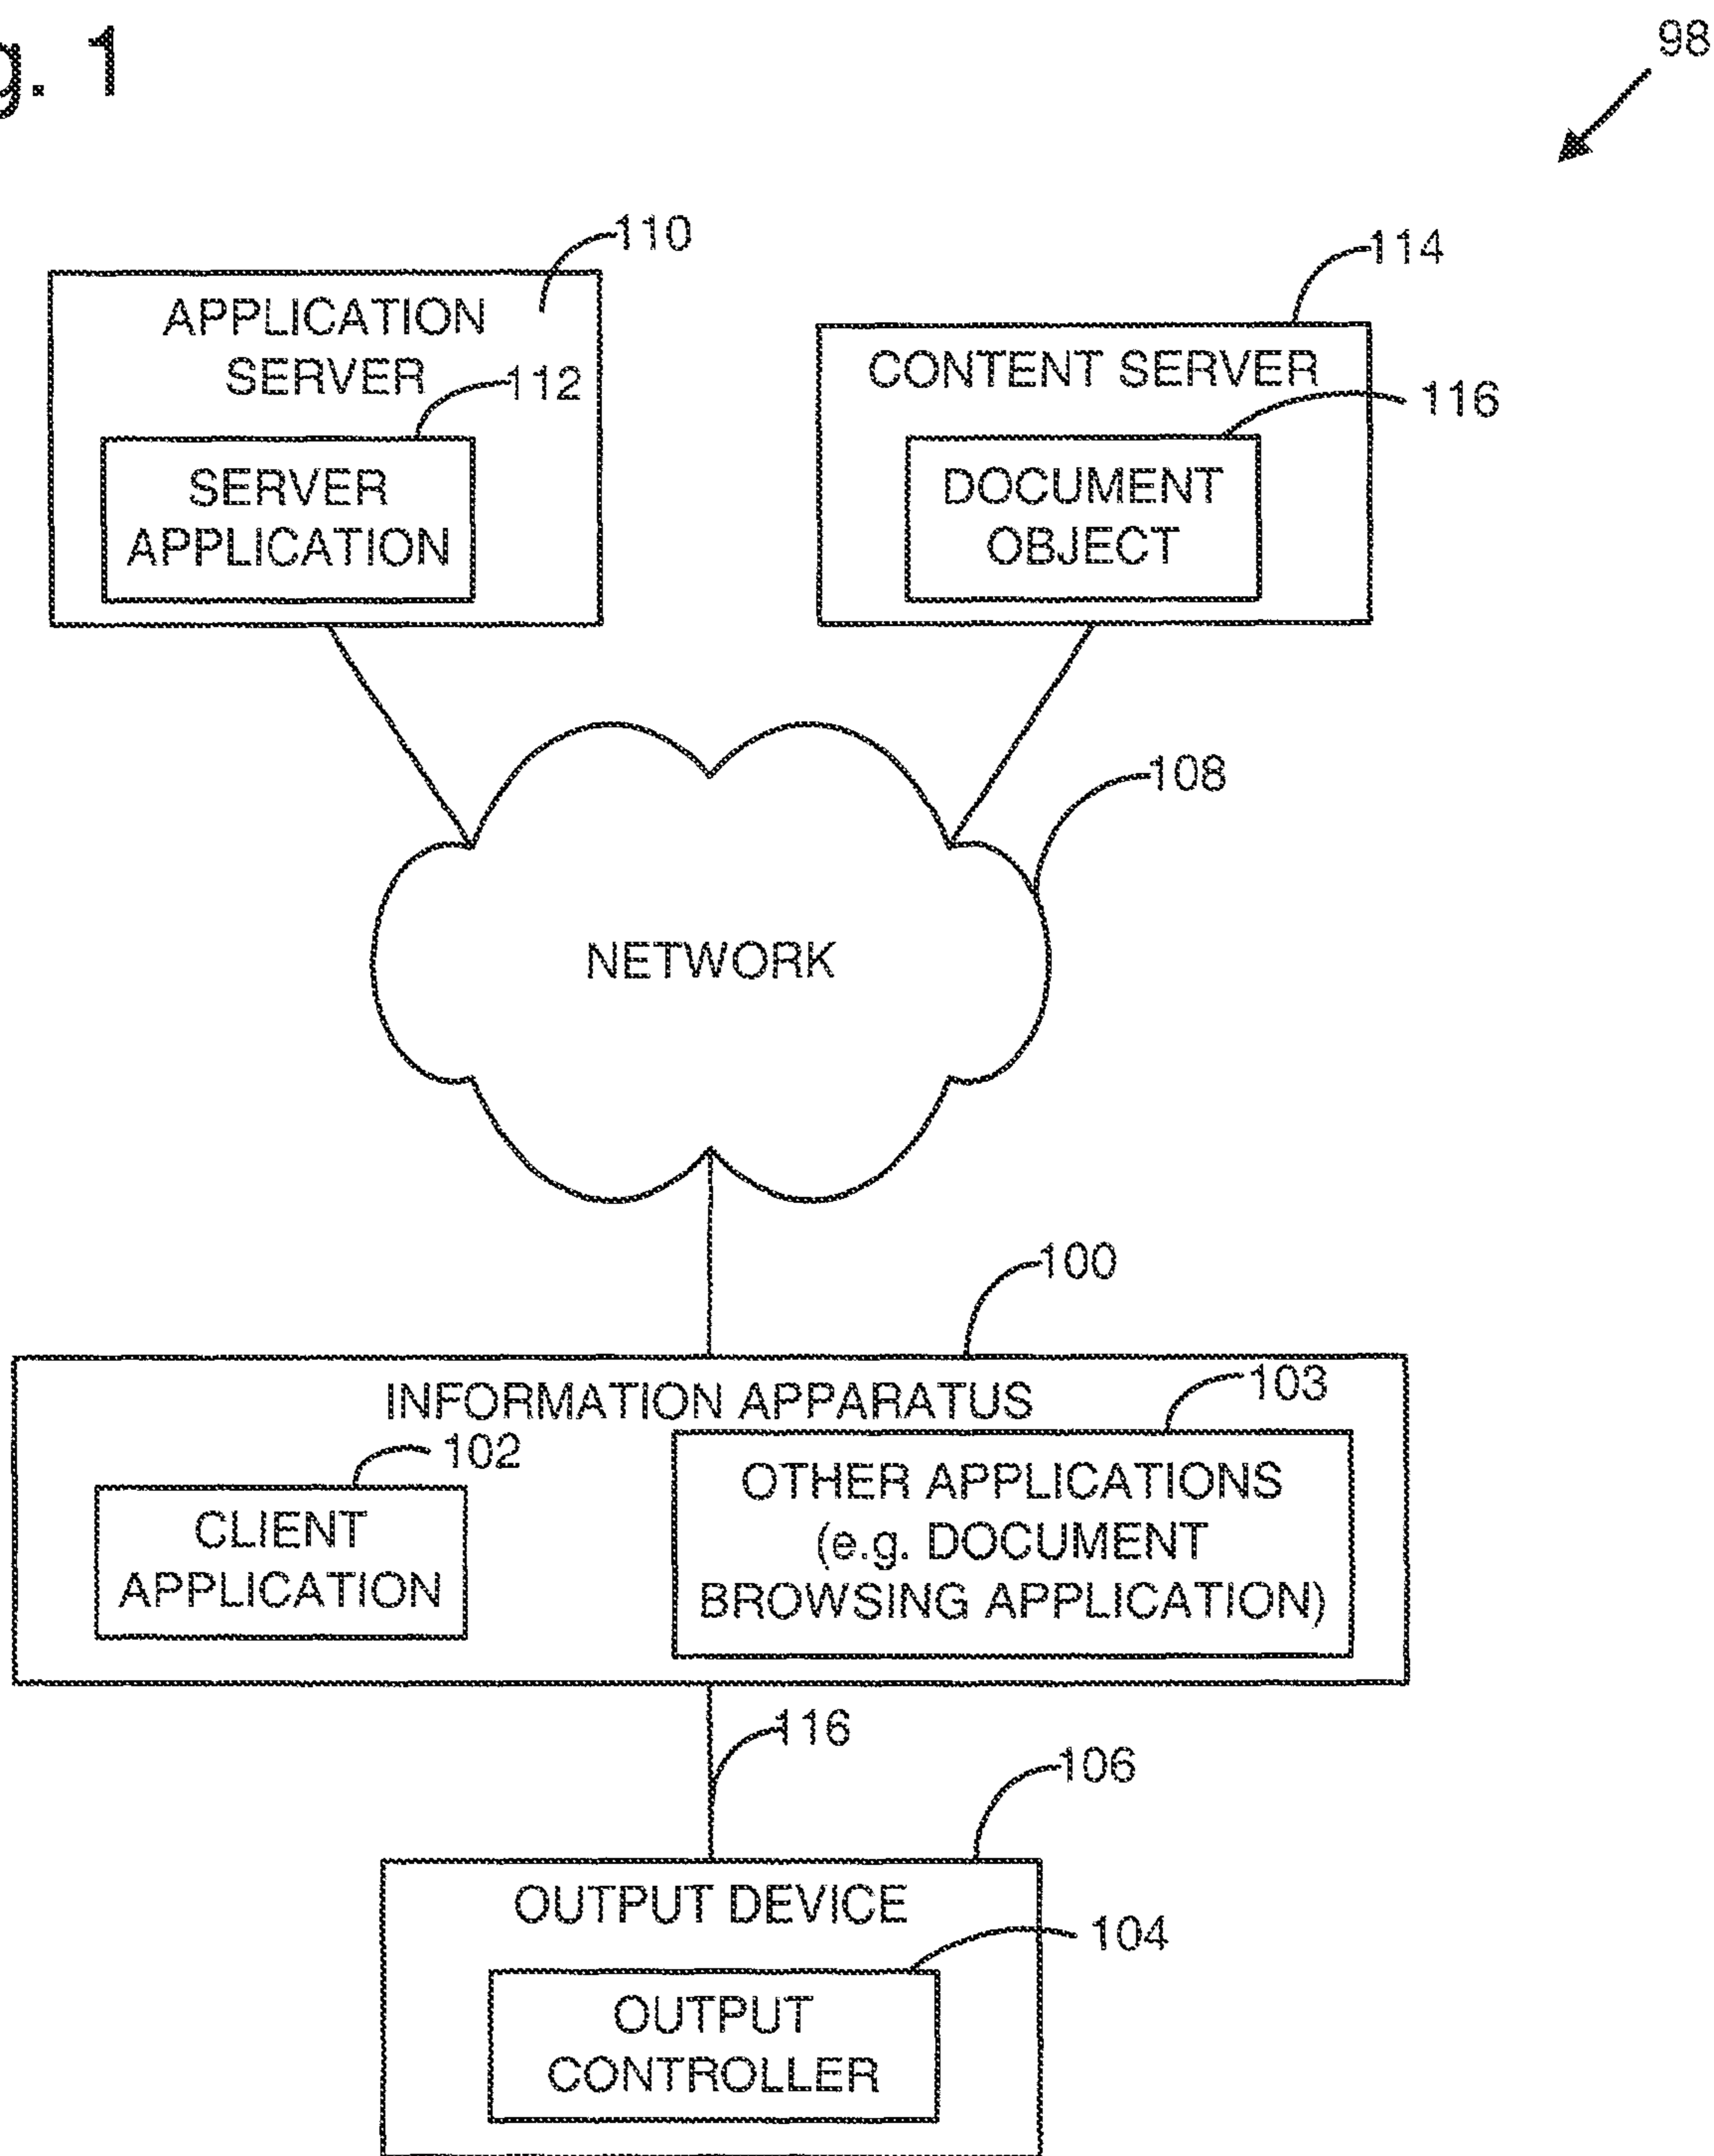 g. 1
98
110
APPLICATION
SERVER
112
SERVER
APPLICATION
114
CONTENT SERVER
116
DOCUMENT
OBJECT
108
NETWORK
100
INFORMATION APPARATUS
102
CLIENT
APPLICATION
103
OTHER APPLICATIONS
(e.g. DOCUMENT
BROWSING APPLICATION)
116
106
OUTPUT DEVICE
104
OUTPUT
CONTROLLER